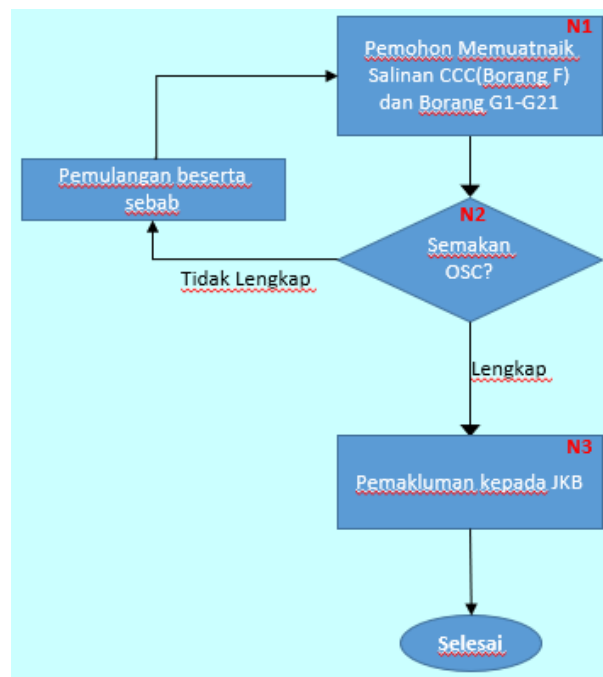 N1
Pemohon Memuatnaik
Salinan CCC(Borang F)
dan Borang G1-G21
Pemulangan beserta
sebab
N2
Semakan
OSC?
Tidak Lengkap
Lengkap
N3
Pemakluman kepada JKB
Selesai